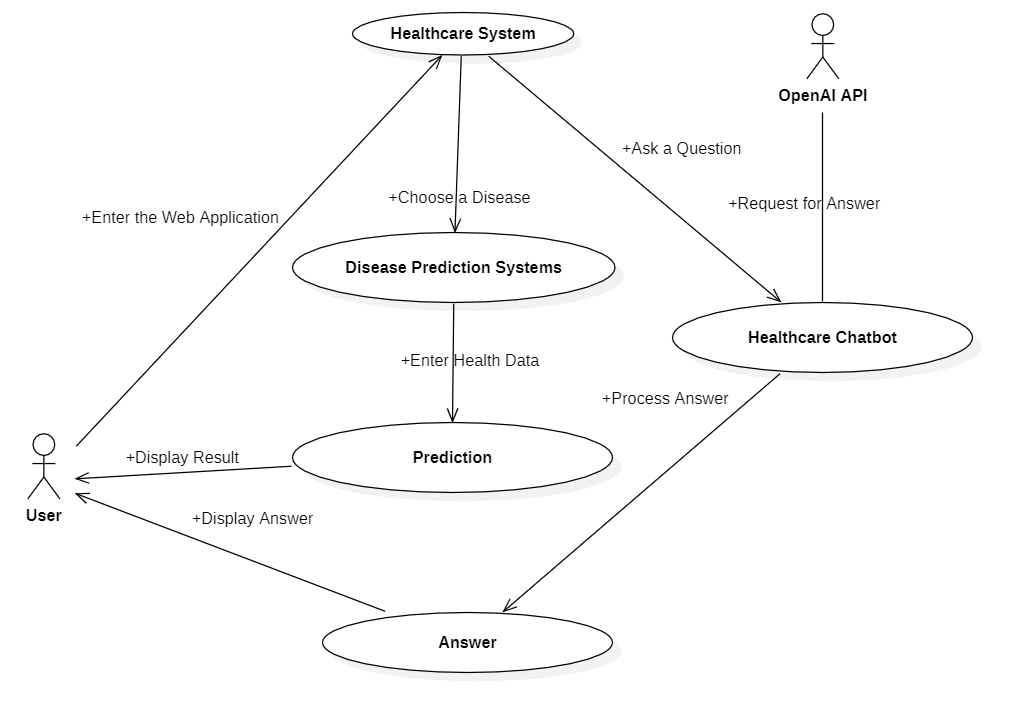 Healthcare System
OpenAI API
+Ask a Question
+Choose a Disease
+Request for Answer
+Enter the Web Application
Disease Prediction Systems
Healthcare Chatbot
+Enter Health Data
+Process Answer
+Display Result
Prediction
User
+Display Answer
Answer